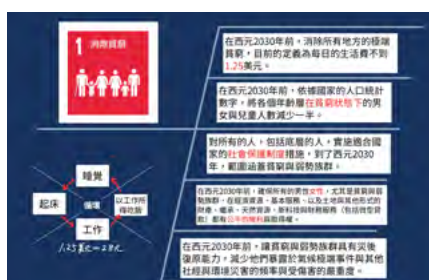 1 消除貧窮
在西元2030年前，消除所有地方的極端
貧窮，目前的定義為每日的生活費不到
1.25美元。
在西元2030年前，依據國家的人口統計
數字，將各個年齡層在貧窮狀態下的男
女與兒童人數減少一半。
對所有的人，包括底層的人，實施適合國
家的社會保護制度措施，到了西元2030
年，範圍涵蓋貧窮與弱勢族群。
在西元2030年前，確保所有的男性女性，尤其是貧窮與弱
勢族群，在經濟資源、基本服務、以及土地與其他形式的
財產、繼承、天然資源、新科技與財務服務（包括微型貸
款）都有公平的權利與取得權。
在西元2030年前，讓貧窮與弱勢族群具有災後
復原能力，減少他們暴露於氣候極端事件與其他
社經與環境災害的頻率與受傷害的嚴重度。
睡覺
起床
循環
以工作所
得吃飯
工作